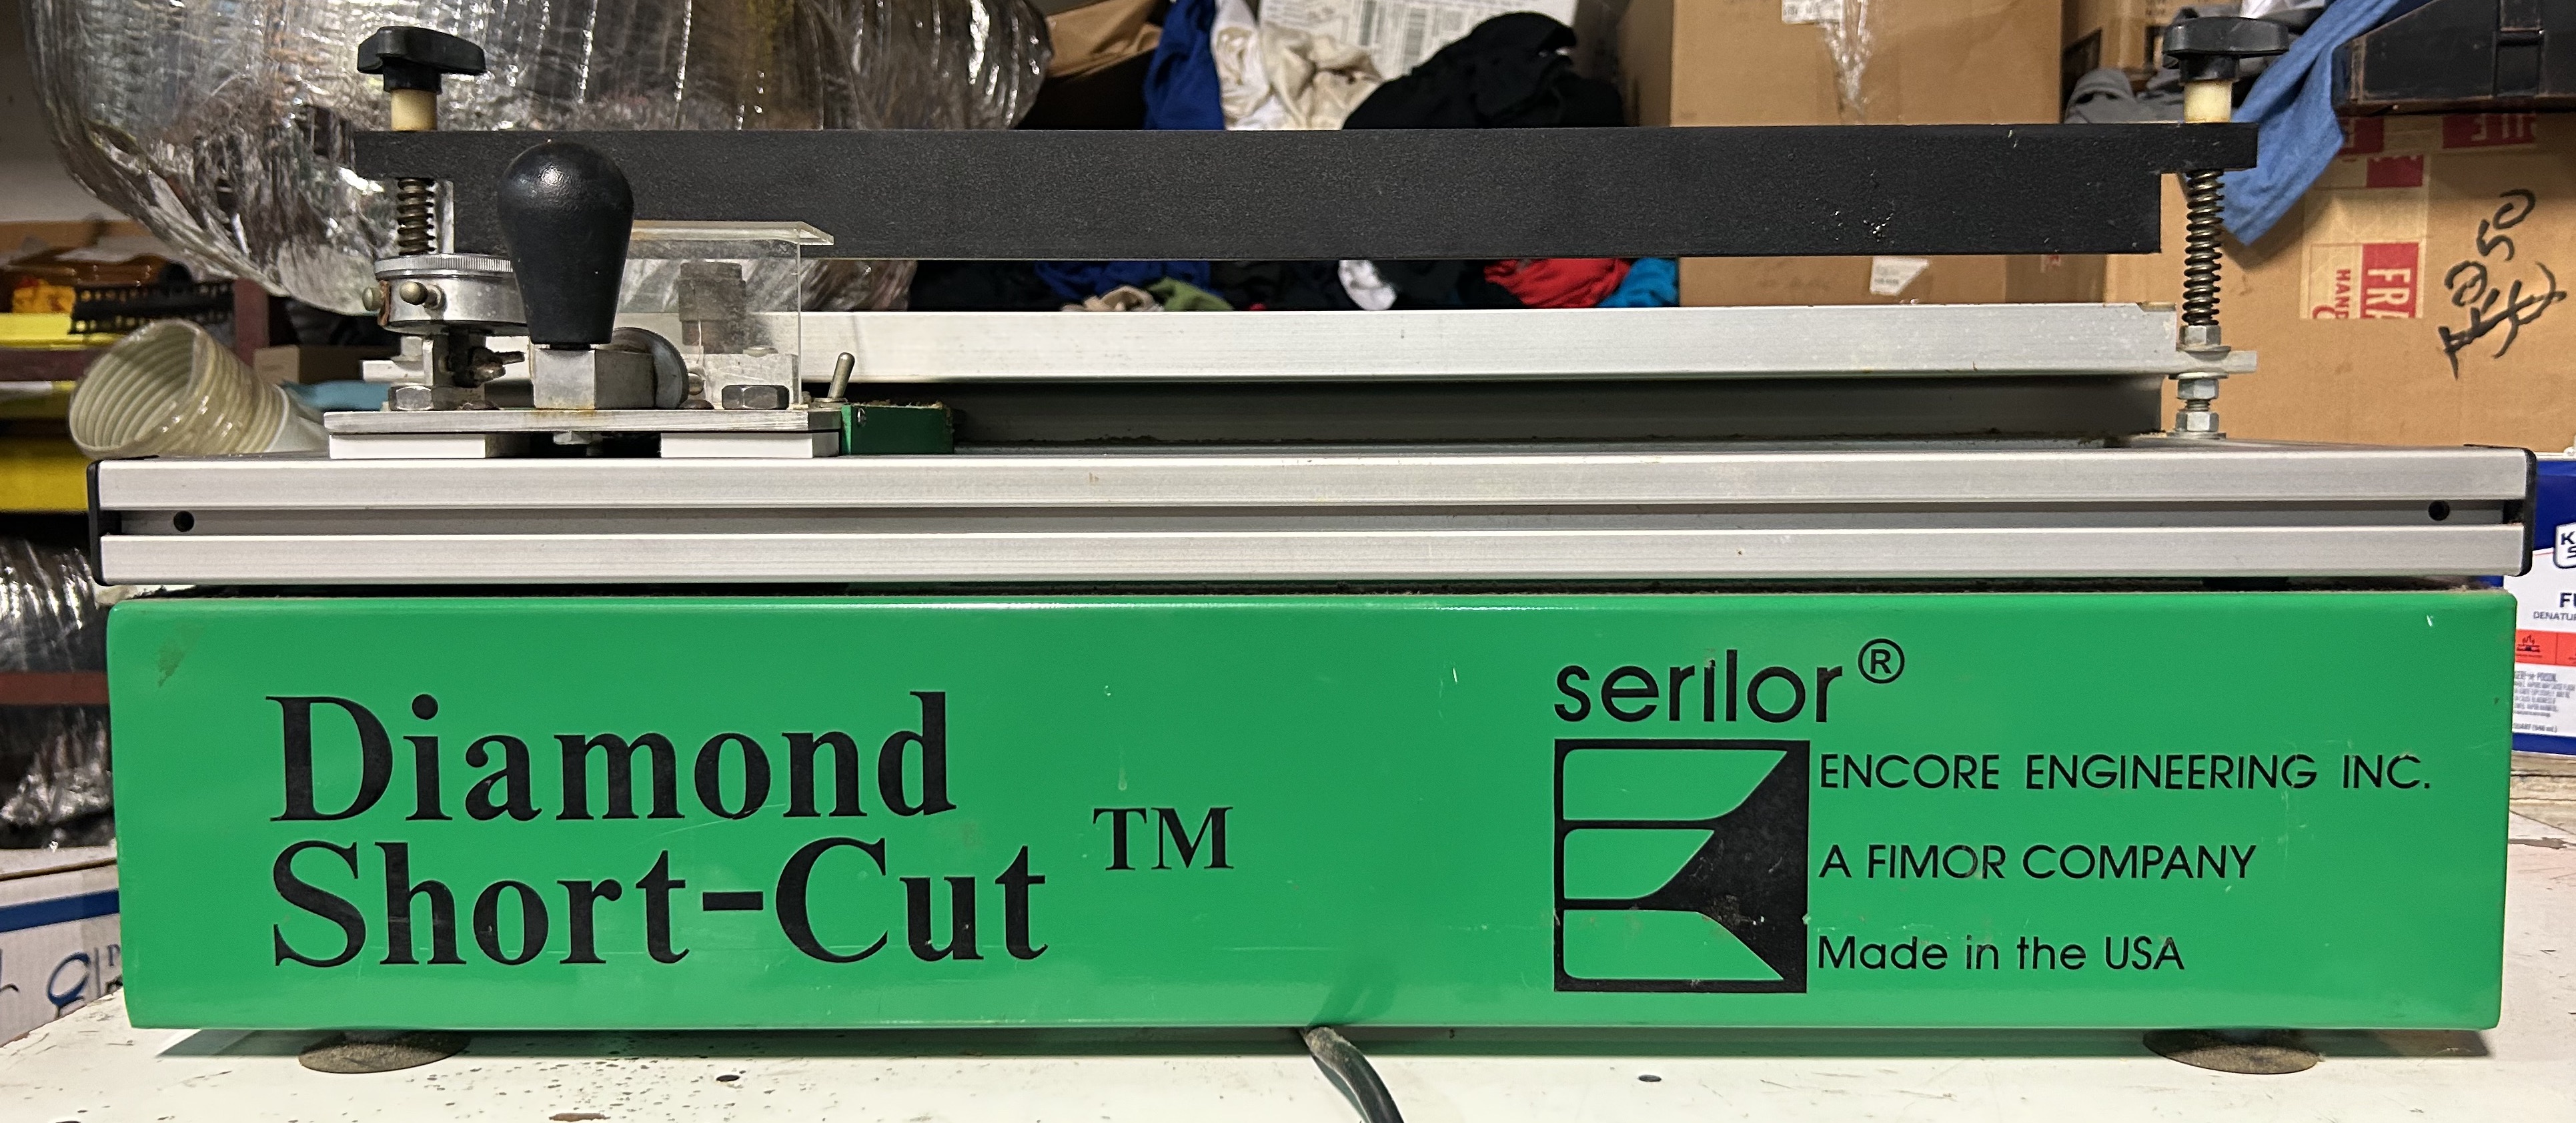 Diamond
Short-Cut ™
serilor®
ENCORE ENGINEERING INC.
A FIMOR COMPANY
Made in the USA